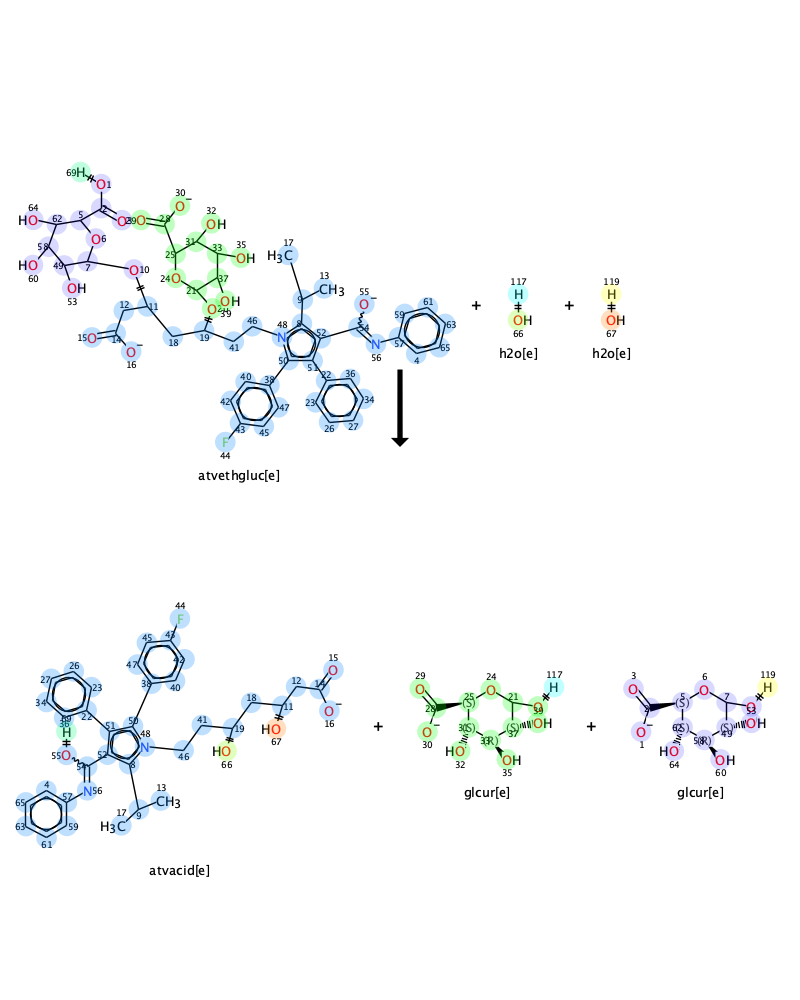 69 H O 1
64 62 5 2 O 3 29 O 28 30 O − 32 OH
HO O 6 31
58 25 33 35 OH
HO 49 7 O 10 24 O 37
60 OH 21 OH
53 12 11 O 39
17
H₃C
13
CH₃
9
55 O −
117 119
H H
15 O 14 18 19 41 46 48 N 8 52 54 59 61 63
+ OH + OH
16 O − 56 N 57 65
66 67
50 51 4
h2o[e] h2o[e]
40 38 22 36
42 47 23 34
43 45 26 27
F
44
atvethgluc[e]
44
F
45 43
26 47 42 15
27 23 38 40 O
34 22 12 14
36 51 50 18 11 O −
H 41 19 HO 16
55 O 54 52 48 N HO 67
8 46 66
4 56 N
65 57 17 9 13 CH₃
63 59 H₃C
61
atvacid[e]
+
29 24 117
O 25 O 21 H
28 (S) O
O − (S) (R) (S) OH
30 HO 37
32 OH
35
glcur[e]
+
3 6 119
O 5 O 7 H
2 (S) O
O − (S) (R) (S) OH
1 HO 49
64 OH
60
glcur[e]